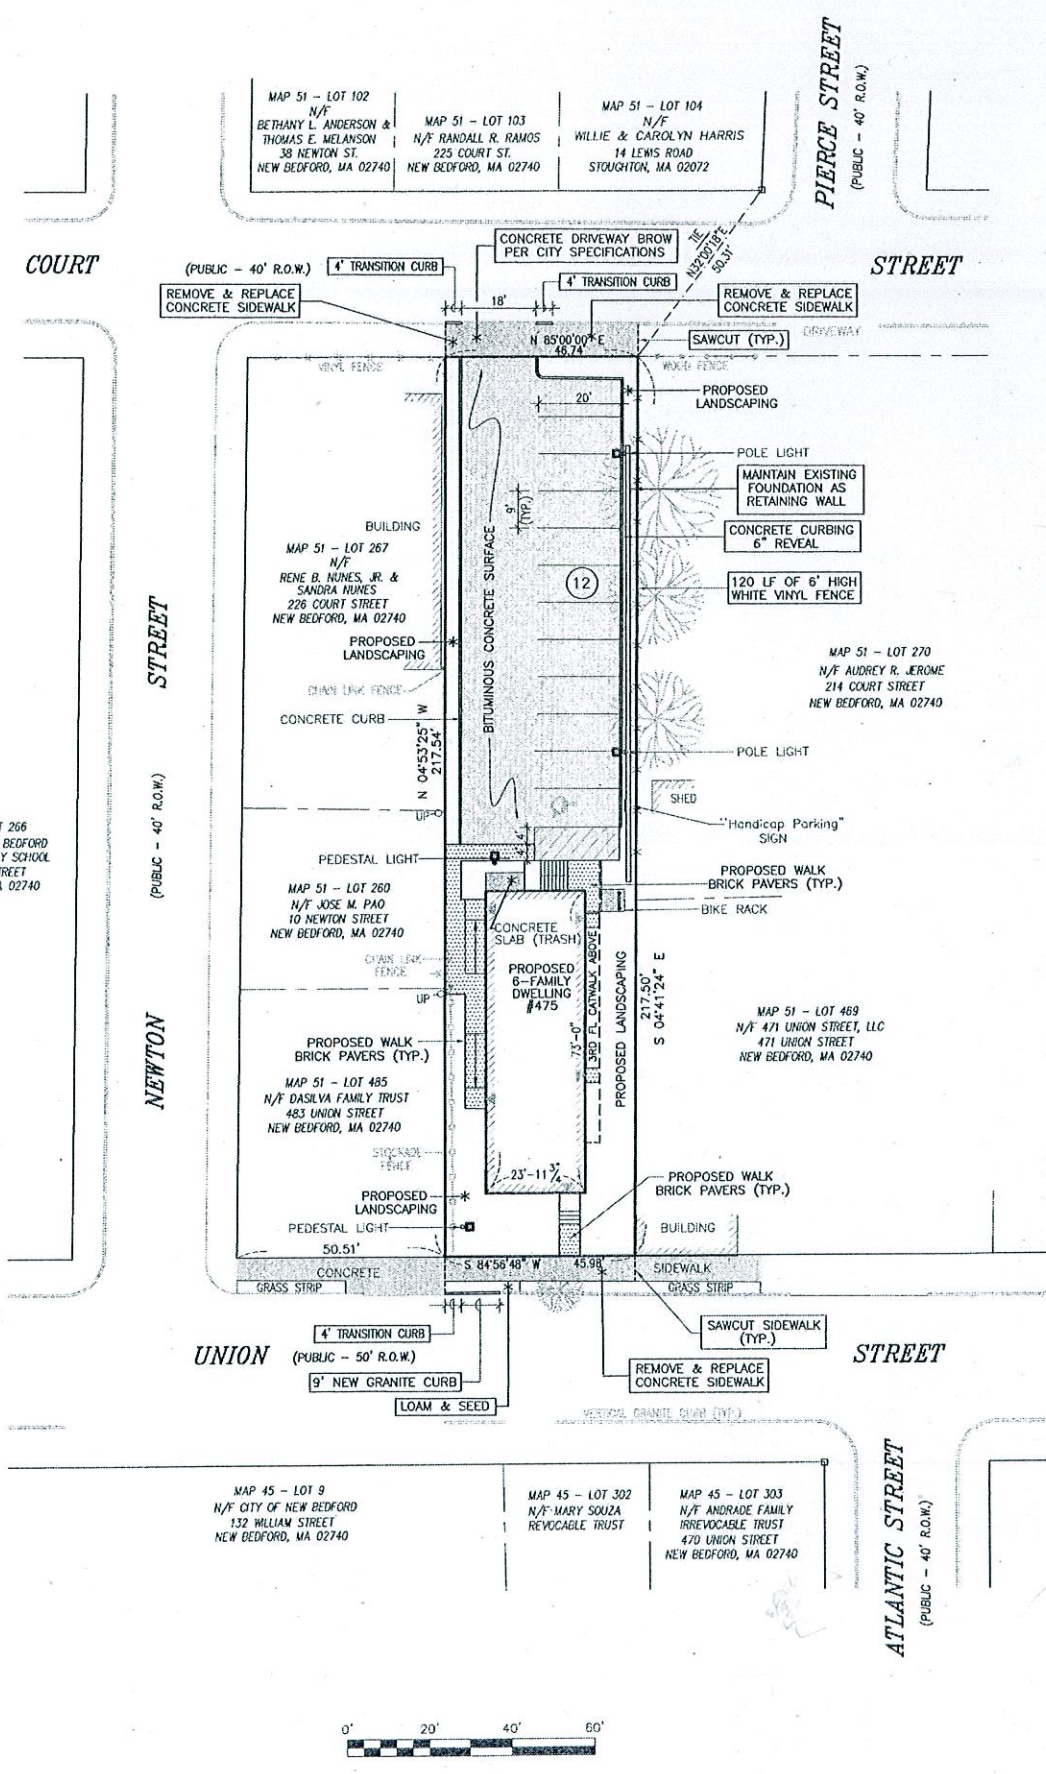 PIERCE STREET
(PUBLIC - 40' R.O.W.)
MAP 51 - LOT 102
N/F
BETHANY L. ANDERSON &
THOMAS E. MELANSON
38 NEWTON ST.
NEW BEDFORD, MA 02740
MAP 51 - LOT 103
N/F RANDALL R. RAMOS
225 COURT ST.
NEW BEDFORD, MA 02740
MAP 51 - LOT 104
N/F
WILLIE & CAROLYN HARRIS
14 LEWIS ROAD
STOUGHTON, MA 02072
TIE
N32°00'18"E
50.31'
COURT
STREET
(PUBLIC - 40' R.O.W.)
CONCRETE DRIVEWAY BROW
PER CITY SPECIFICATIONS
4' TRANSITION CURB
4' TRANSITION CURB
REMOVE & REPLACE
CONCRETE SIDEWALK
18'
REMOVE & REPLACE
CONCRETE SIDEWALK
N 85°00'00" E
46.74'
SAWCUT (TYP.)
DRIVEWAY
VINYL FENCE
WOOD FENCE
PROPOSED
LANDSCAPING
20'
POLE LIGHT
MAINTAIN EXISTING
FOUNDATION AS
RETAINING WALL
9'
(TYP.)
BUILDING
CONCRETE CURBING
6" REVEAL
MAP 51 - LOT 267
N/F
RENE B. NUNES, JR. &
SANDRA NUNES
226 COURT STREET
NEW BEDFORD, MA 02740
12
120 LF OF 6' HIGH
WHITE VINYL FENCE
BITUMINOUS CONCRETE SURFACE
PROPOSED
LANDSCAPING
MAP 51 - LOT 270
N/F AUDREY R. JEROME
214 COURT STREET
NEW BEDFORD, MA 02740
CHAIN LINK FENCE
CONCRETE CURB
N 04°53'25" W
217.54'
POLE LIGHT
SHED
UP
"Handicap Parking"
SIGN
4'
4'
T 266
BEDFORD
Y SCHOOL
TREET
A 02740
NEWTON
(PUBLIC - 40' R.O.W.)
STREET
PEDESTAL LIGHT
PROPOSED WALK
BRICK PAVERS (TYP.)
MAP 51 - LOT 260
N/F JOSE M. PAO
10 NEWTON STREET
NEW BEDFORD, MA 02740
BIKE RACK
CONCRETE
SLAB (TRASH)
CHAIN LINK
FENCE
PROPOSED
6-FAMILY
DWELLING
#475
3RD FL CATWALK ABOVE
PROPOSED LANDSCAPING
217.50'
S 04°41'24" E
73'-0"
UP
MAP 51 - LOT 469
N/F 471 UNION STREET, LLC
471 UNION STREET
NEW BEDFORD, MA 02740
PROPOSED WALK
BRICK PAVERS (TYP.)
MAP 51 - LOT 485
N/F DASILVA FAMILY TRUST
483 UNION STREET
NEW BEDFORD, MA 02740
STOCKADE
FENCE
23'-11 3/4"
PROPOSED WALK
BRICK PAVERS (TYP.)
PROPOSED
LANDSCAPING
PEDESTAL LIGHT
BUILDING
50.51'
S 84°56'48" W
45.98'
CONCRETE
SIDEWALK
GRASS STRIP
GRASS STRIP
4' TRANSITION CURB
SAWCUT SIDEWALK
(TYP.)
UNION
(PUBLIC - 50' R.O.W.)
STREET
9' NEW GRANITE CURB
REMOVE & REPLACE
CONCRETE SIDEWALK
LOAM & SEED
VERTICAL GRANITE CURB (TYP.)
MAP 45 - LOT 9
N/F CITY OF NEW BEDFORD
132 WILLIAM STREET
NEW BEDFORD, MA 02740
MAP 45 - LOT 302
N/F MARY SOUZA
REVOCABLE TRUST
MAP 45 - LOT 303
N/F ANDRADE FAMILY
IRREVOCABLE TRUST
470 UNION STREET
NEW BEDFORD, MA 02740
ATLANTIC STREET
(PUBLIC - 40' R.O.W.)
0' 20' 40' 60'